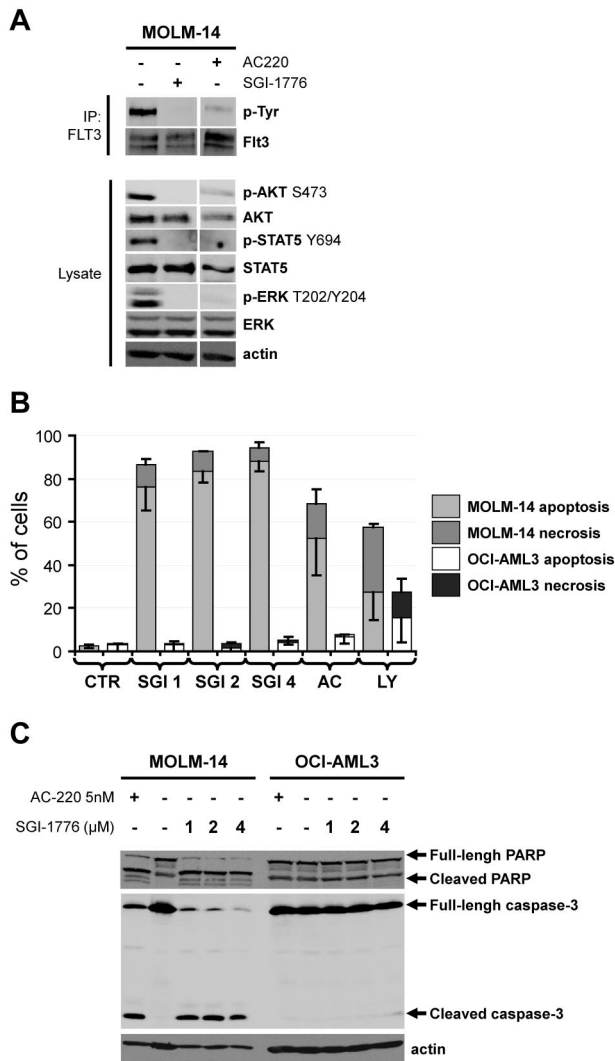 A
MOLM-14
- - + AC220
- + - SGI-1776
IP:
FLT3
p-Tyr
Flt3
Lysate
p-AKT S473
AKT
p-STAT5 Y694
STAT5
p-ERK T202/Y204
ERK
actin
B
% of cells
100
80
60
40
20
0
CTR SGI 1 SGI 2 SGI 4 AC LY
MOLM-14 apoptosis
MOLM-14 necrosis
OCI-AML3 apoptosis
OCI-AML3 necrosis
C
MOLM-14 OCI-AML3
AC-220 5nM + - - - - + - - - -
SGI-1776 (µM) - - 1 2 4 - - 1 2 4
Full-lengh PARP
Cleaved PARP
Full-lengh caspase-3
Cleaved caspase-3
actin